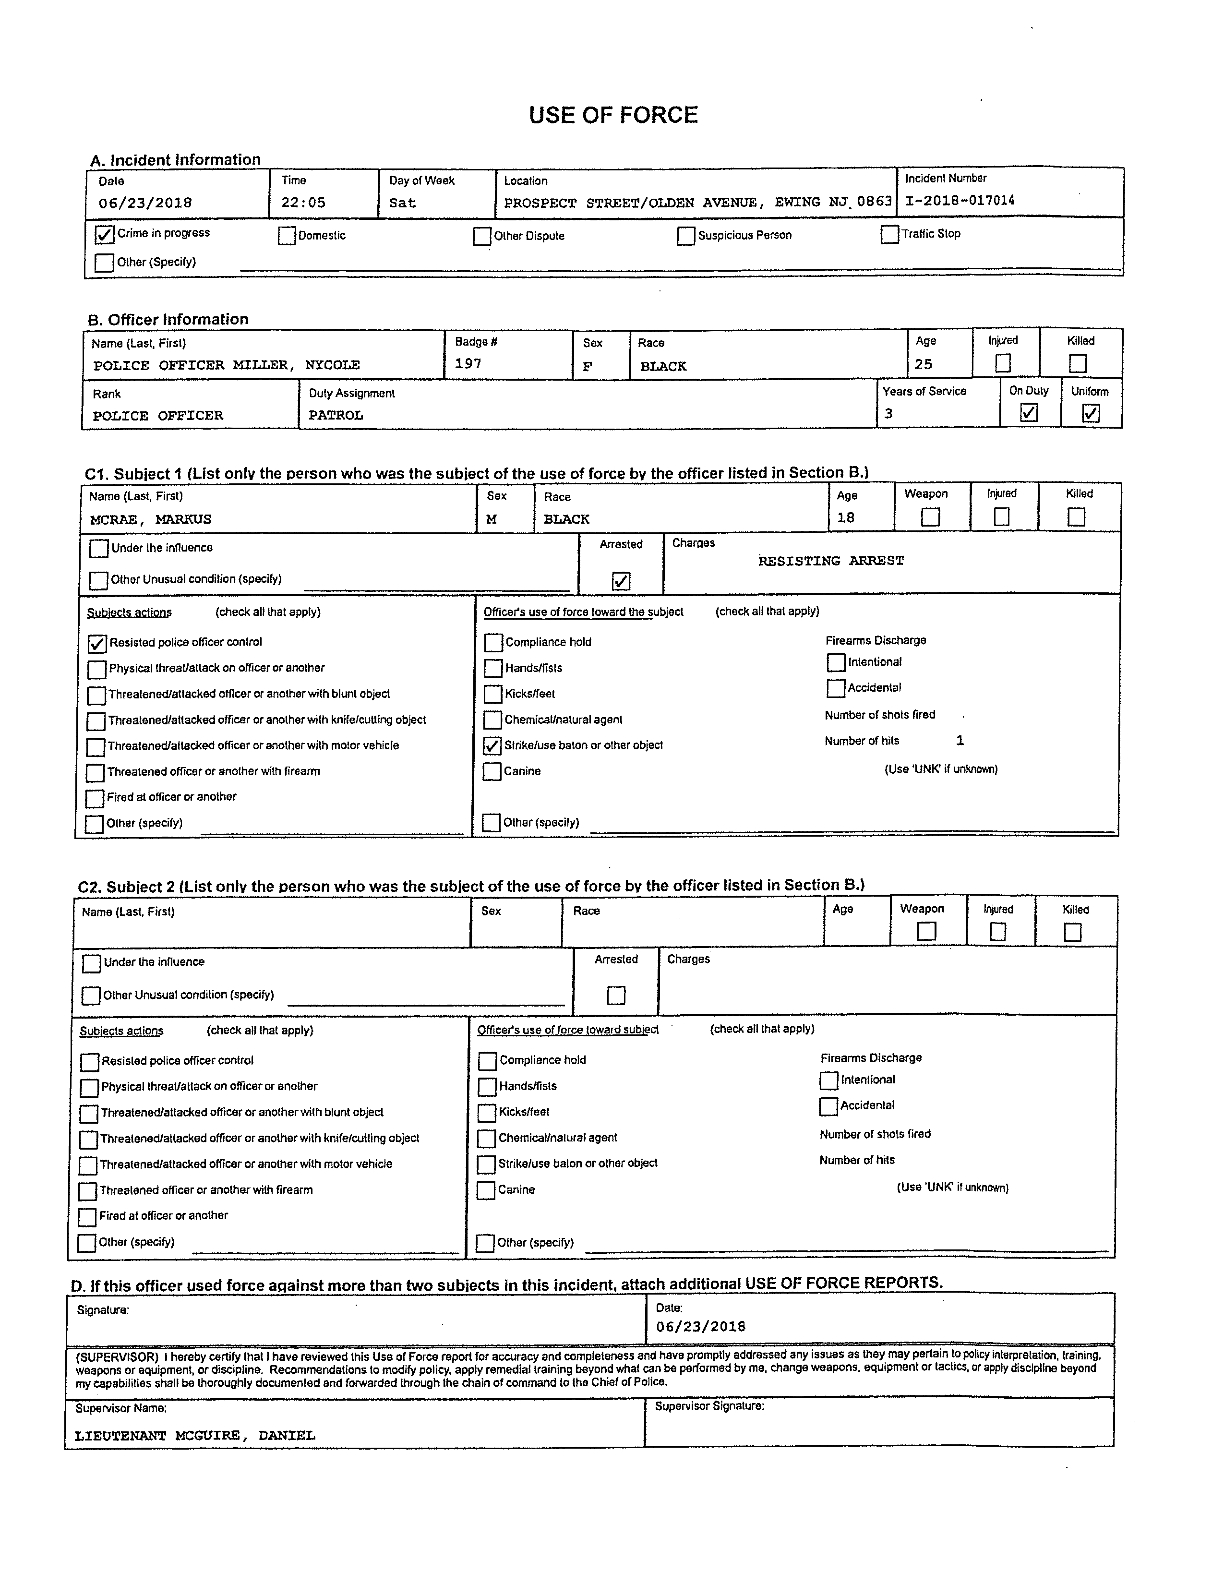 USE OF FORCE
A. Incident Information
Date Time Day of Week Location Incident Number
06/23/2018 22:05 Sat PROSPECT STREET/OLDEN AVENUE, EWING NJ 0863 I-2018-017014
Crime in progress Domestic Other Dispute Suspicious Person Traffic Stop
Other (Specify)
B. Officer Information
Name (Last, First) Badge # Sex Race Age Injured Killed
POLICE OFFICER MILLER, NYCOLE 197 F BLACK 25
Rank Duty Assignment Years of Service On Duty Uniform
POLICE OFFICER PATROL 3
C1. Subject 1 (List only the person who was the subject of the use of force by the officer listed in Section B.)
Name (Last, First) Sex Race Age Weapon Injured Killed
MCRAE, MARKUS M BLACK 18
Under the influence Arrested Charges
RESISTING ARREST
Other Unusual condition (specify)
Subjects actions (check all that apply) Officer's use of force toward the subject (check all that apply)
Resisted police officer control Compliance hold Firearms Discharge
Physical threat/attack on officer or another Hands/fists Intentional
Threatened/attacked officer or another with blunt object Kicks/feet Accidental
Threatened/attacked officer or another with knife/cutting object Chemical/natural agent Number of shots fired
Threatened/attacked officer or another with motor vehicle Strike/use baton or other object Number of hits 1
Threatened officer or another with firearm Canine (Use 'UNK' if unknown)
Fired at officer or another
Other (specify) Other (specify)
C2. Subject 2 (List only the person who was the subject of the use of force by the officer listed in Section B.)
Name (Last, First) Sex Race Age Weapon Injured Killed
Under the influence Arrested Charges
Other Unusual condition (specify)
Subjects actions (check all that apply) Officer's use of force toward subject (check all that apply)
Resisted police officer control Compliance hold Firearms Discharge
Physical threat/attack on officer or another Hands/fists Intentional
Threatened/attacked officer or another with blunt object Kicks/feet Accidental
Threatened/attacked officer or another with knife/cutting object Chemical/natural agent Number of shots fired
Threatened/attacked officer or another with motor vehicle Strike/use baton or other object Number of hits
Threatened officer or another with firearm Canine (Use 'UNK' if unknown)
Fired at officer or another
Other (specify) Other (specify)
D. If this officer used force against more than two subjects in this incident, attach additional USE OF FORCE REPORTS.
Signature: Date:
06/23/2018
(SUPERVISOR) I hereby certify that I have reviewed this Use of Force report for accuracy and completeness and have promptly addressed any issues as they may pertain to policy interpretation, training,
weapons or equipment, or discipline. Recommendations to modify policy, apply remedial training beyond what can be performed by me, change weapons, equipment or tactics, or apply discipline beyond
my capabilities shall be thoroughly documented and forwarded through the chain of command to the Chief of Police.
Supervisor Name: Supervisor Signature:
LIEUTENANT MCGUIRE, DANIEL